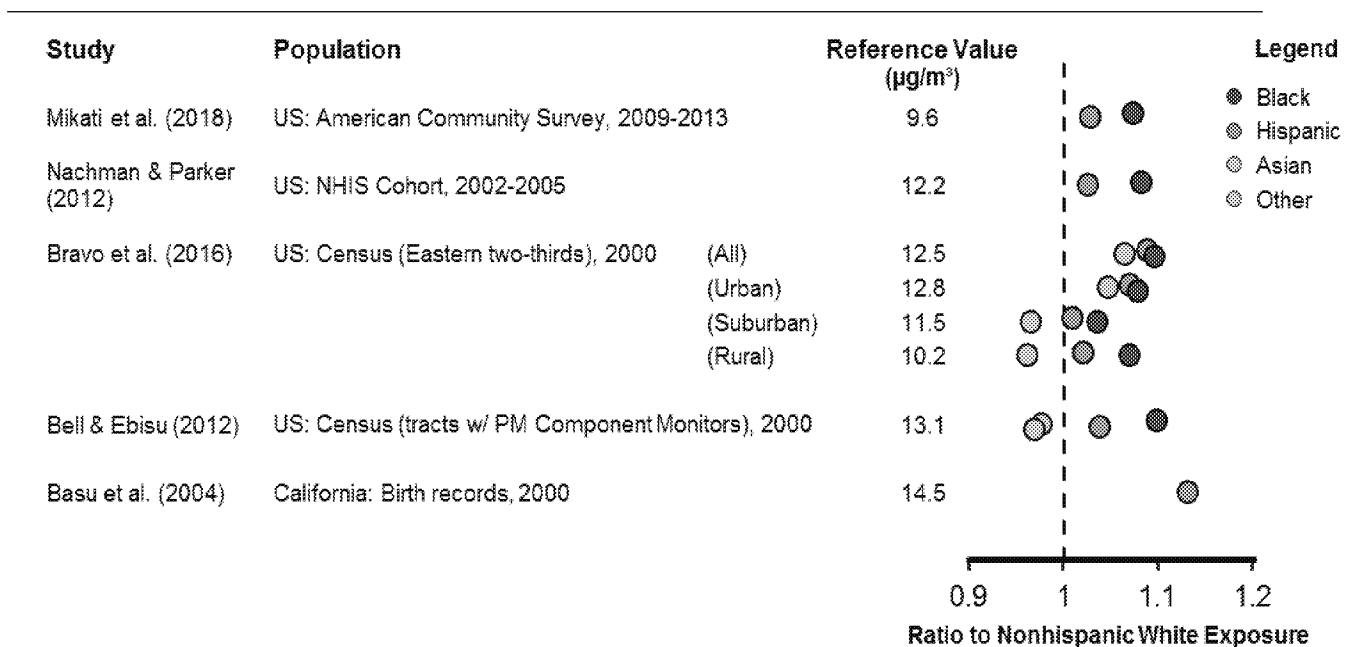 Study Population Reference Value (µg/m³) Legend
Mikati et al. (2018) US: American Community Survey, 2009-2013 9.6
Nachman & Parker (2012) US: NHIS Cohort, 2002-2005 12.2
Bravo et al. (2016) US: Census (Eastern two-thirds), 2000 (All) 12.5
(Urban) 12.8
(Suburban) 11.5
(Rural) 10.2
Bell & Ebisu (2012) US: Census (tracts w/ PM Component Monitors), 2000 13.1
Basu et al. (2004) California: Birth records, 2000 14.5
Black
Hispanic
Asian
Other
0.9 1 1.1 1.2
Ratio to Nonhispanic White Exposure